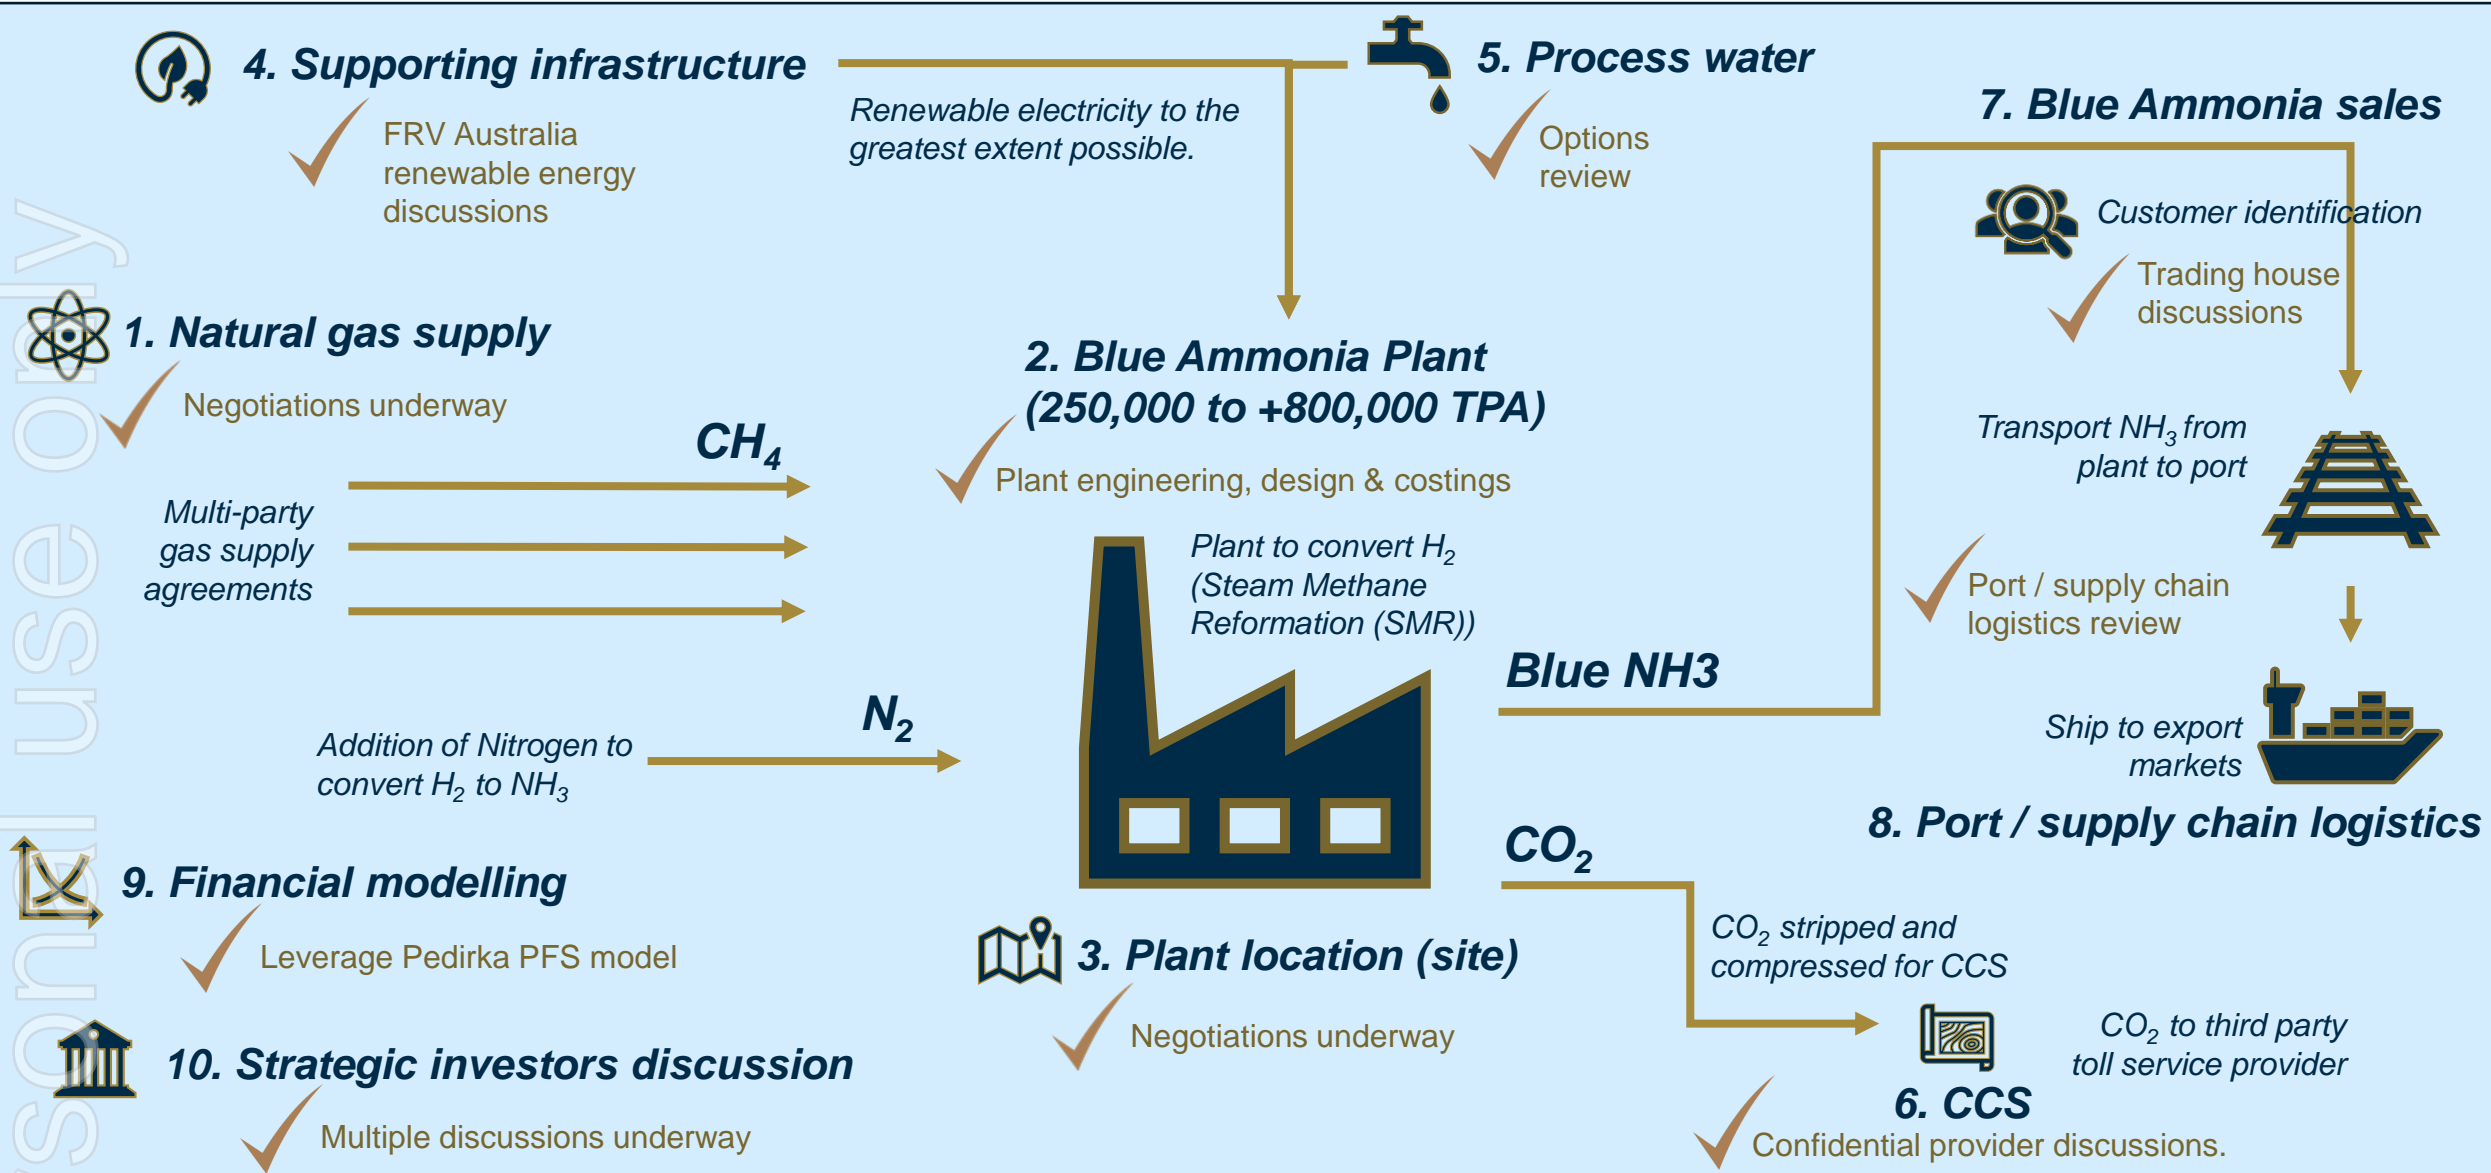 4. Supporting infrastructure
FRV Australia
renewable energy
discussions
Renewable electricity to the
greatest extent possible.
5. Process water
Options
review
7. Blue Ammonia sales
Customer identification
Trading house
discussions
1. Natural gas supply
Negotiations underway
CH₄
Multi-party
gas supply
agreements
2. Blue Ammonia Plant
(250,000 to +800,000 TPA)
Plant engineering, design & costings
Plant to convert H₂
(Steam Methane
Reformation (SMR))
Transport NH₃ from
plant to port
Port / supply chain
logistics review
Blue NH3
Ship to export
markets
8. Port / supply chain logistics
N₂
Addition of Nitrogen to
convert H₂ to NH₃
CO₂
CO₂ stripped and
compressed for CCS
9. Financial modelling
Leverage Pedirka PFS model
3. Plant location (site)
Negotiations underway
CO₂ to third party
toll service provider
6. CCS
Confidential provider discussions.
10. Strategic investors discussion
Multiple discussions underway
sonal use only